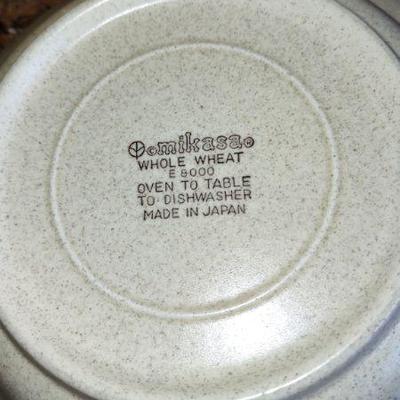 ©mikasa®
WHOLE WHEAT
E 8000
OVEN TO TABLE
TO DISHWASHER
MADE IN JAPAN